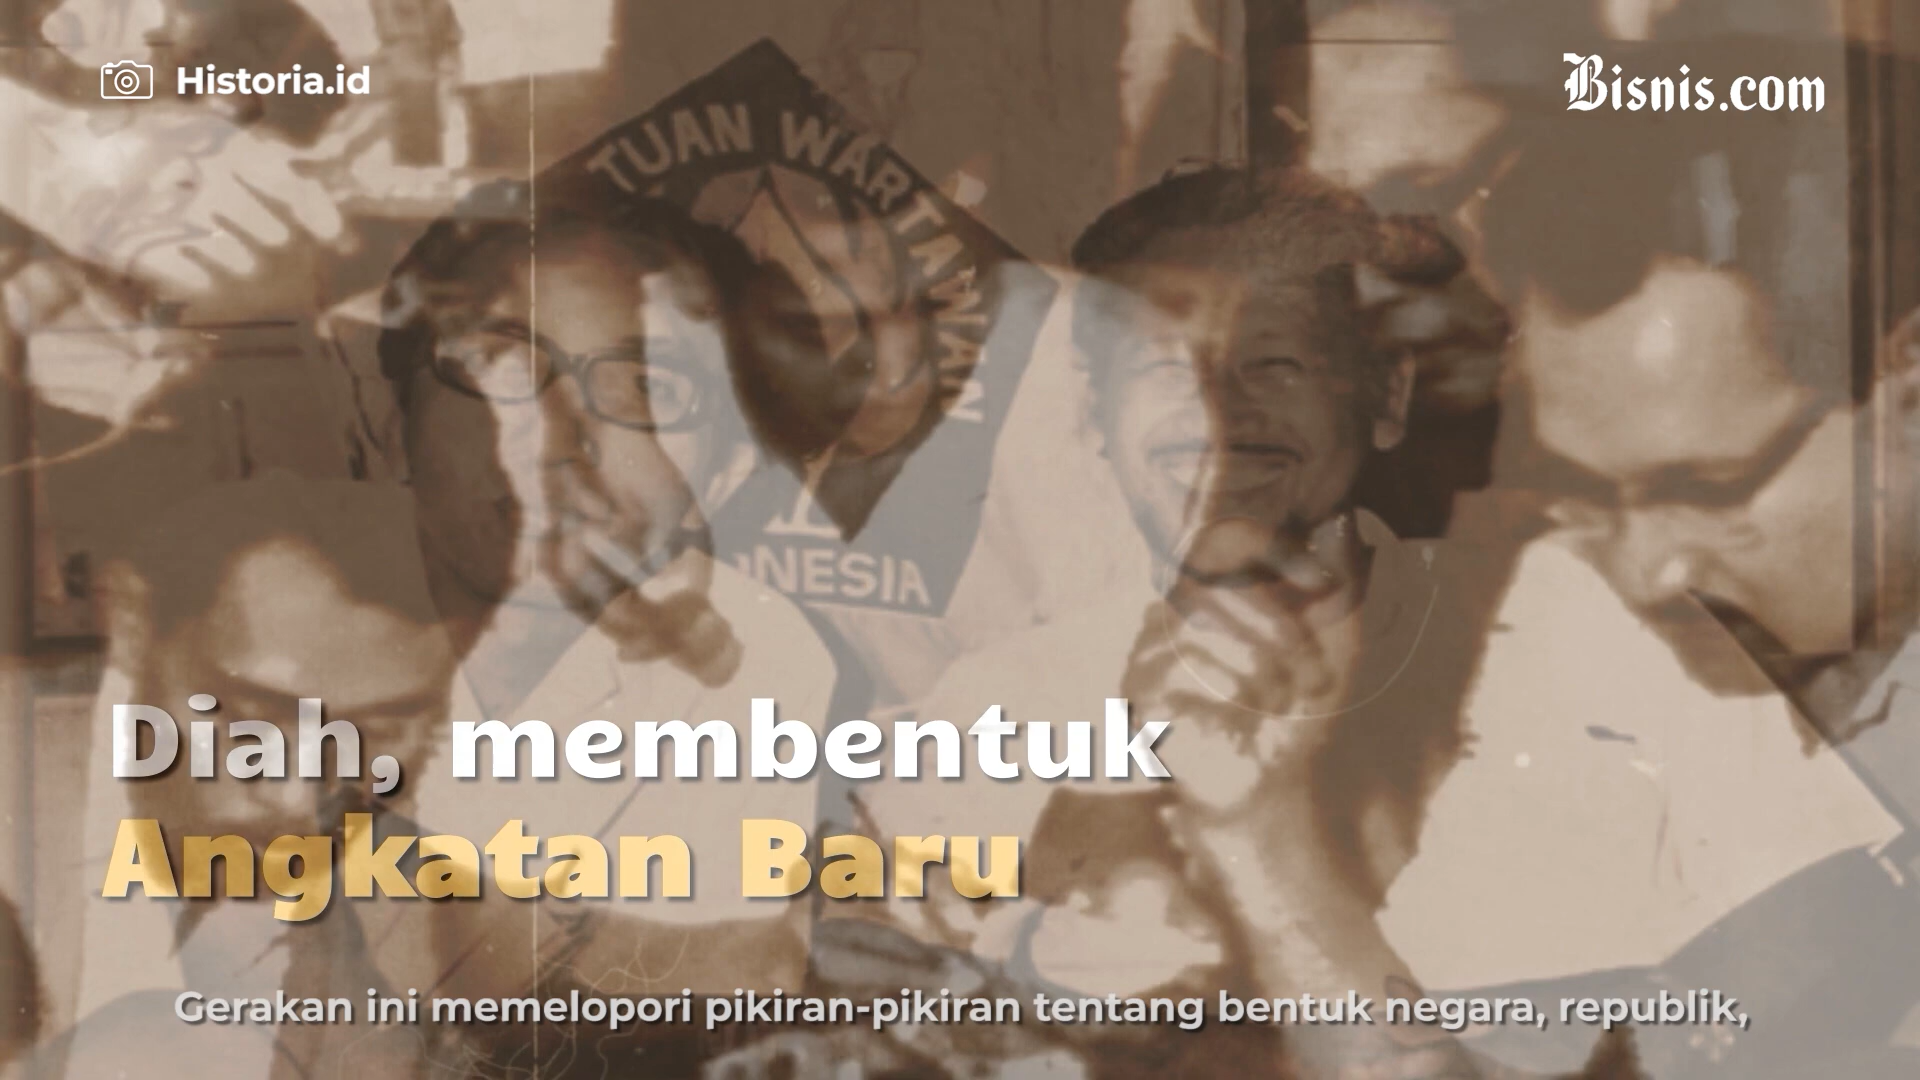 Historia.id
Bisnis.com
TUAN WARTAWAN
NESIA
Diah, membentuk
Angkatan Baru
Gerakan ini memelopori pikiran-pikiran tentang bentuk negara, republik,